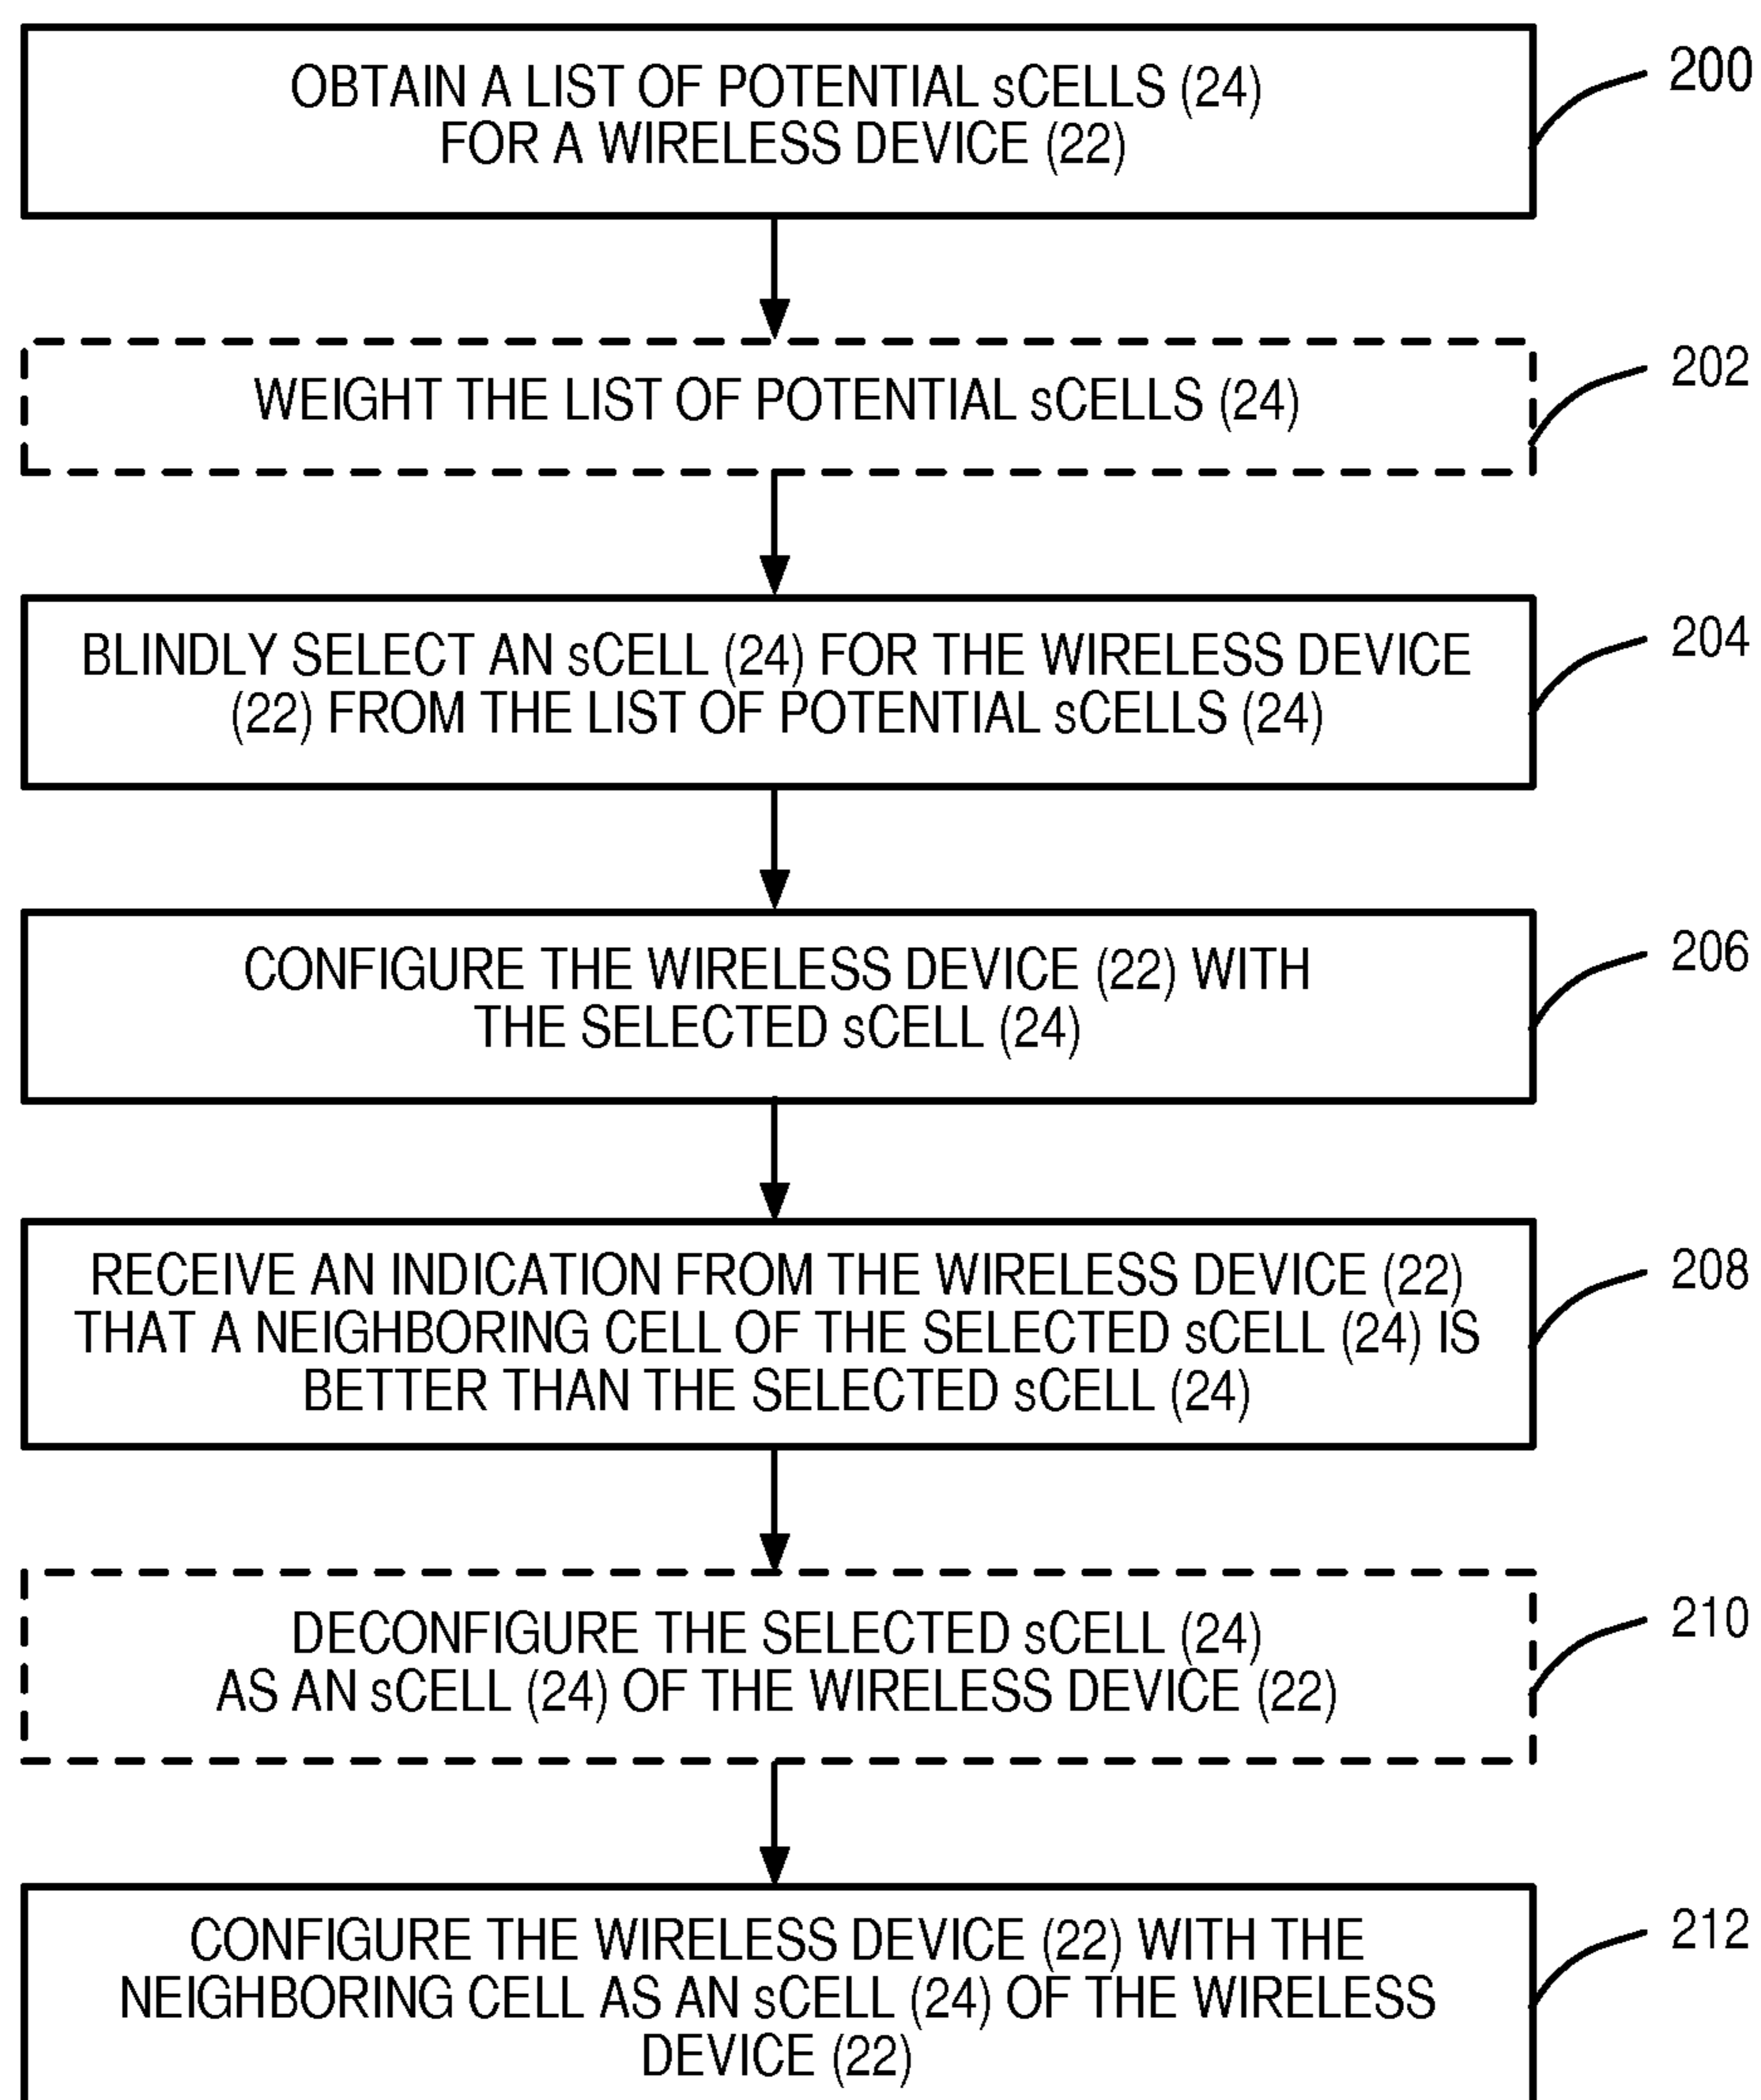 OBTAIN A LIST OF POTENTIAL sCELLS (24)
FOR A WIRELESS DEVICE (22)
200
WEIGHT THE LIST OF POTENTIAL sCELLS (24)
202
BLINDLY SELECT AN sCELL (24) FOR THE WIRELESS DEVICE
(22) FROM THE LIST OF POTENTIAL sCELLS (24)
204
CONFIGURE THE WIRELESS DEVICE (22) WITH
THE SELECTED sCELL (24)
206
RECEIVE AN INDICATION FROM THE WIRELESS DEVICE (22)
THAT A NEIGHBORING CELL OF THE SELECTED sCELL (24) IS
BETTER THAN THE SELECTED sCELL (24)
208
DECONFIGURE THE SELECTED sCELL (24)
AS AN sCELL (24) OF THE WIRELESS DEVICE (22)
210
CONFIGURE THE WIRELESS DEVICE (22) WITH THE
NEIGHBORING CELL AS AN sCELL (24) OF THE WIRELESS
DEVICE (22)
212